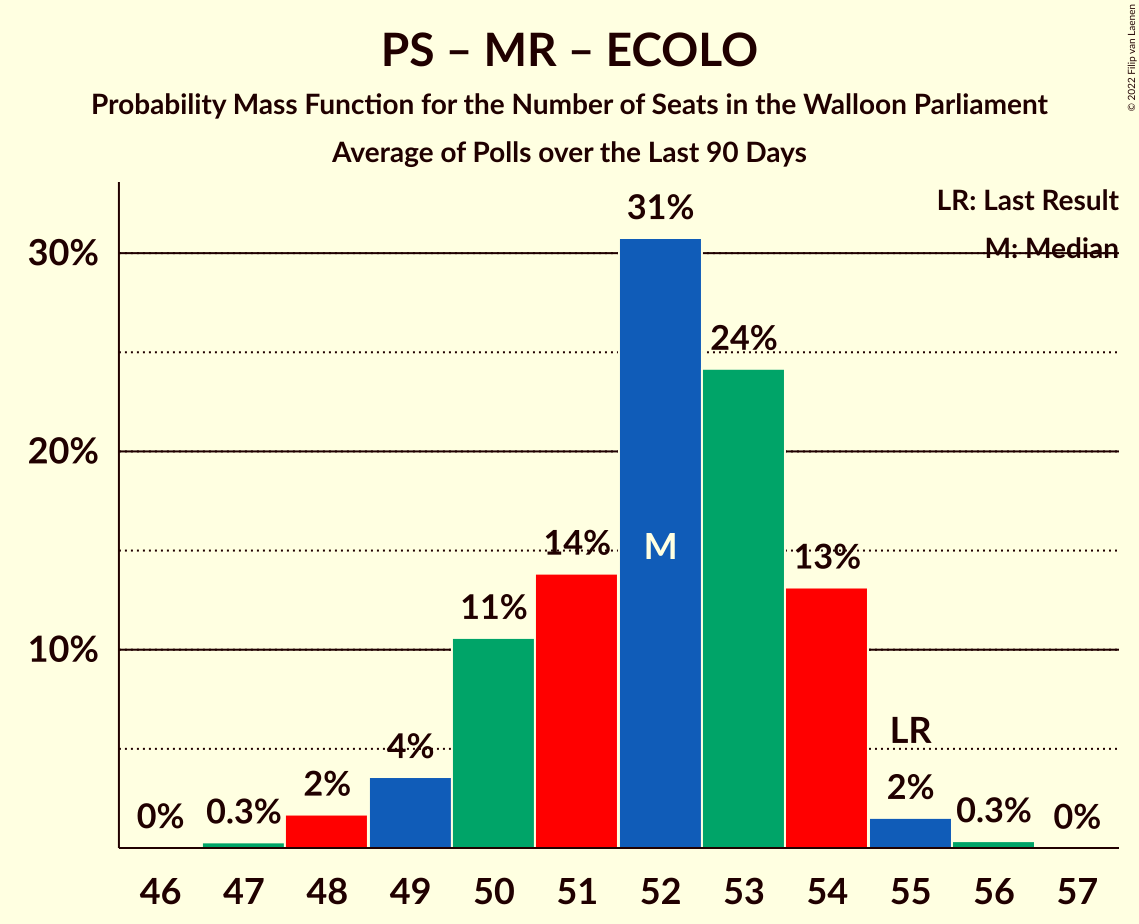 PS – MR – ECOLO
Probability Mass Function for the Number of Seats in the Walloon Parliament
Average of Polls over the Last 90 Days
© 2022 Filip van Laenen
LR: Last Result
M: Median
30%
20%
10%
0%
0.3%
2%
4%
11%
14%
31%
M
24%
13%
LR
2%
0.3%
0%
46 47 48 49 50 51 52 53 54 55 56 57